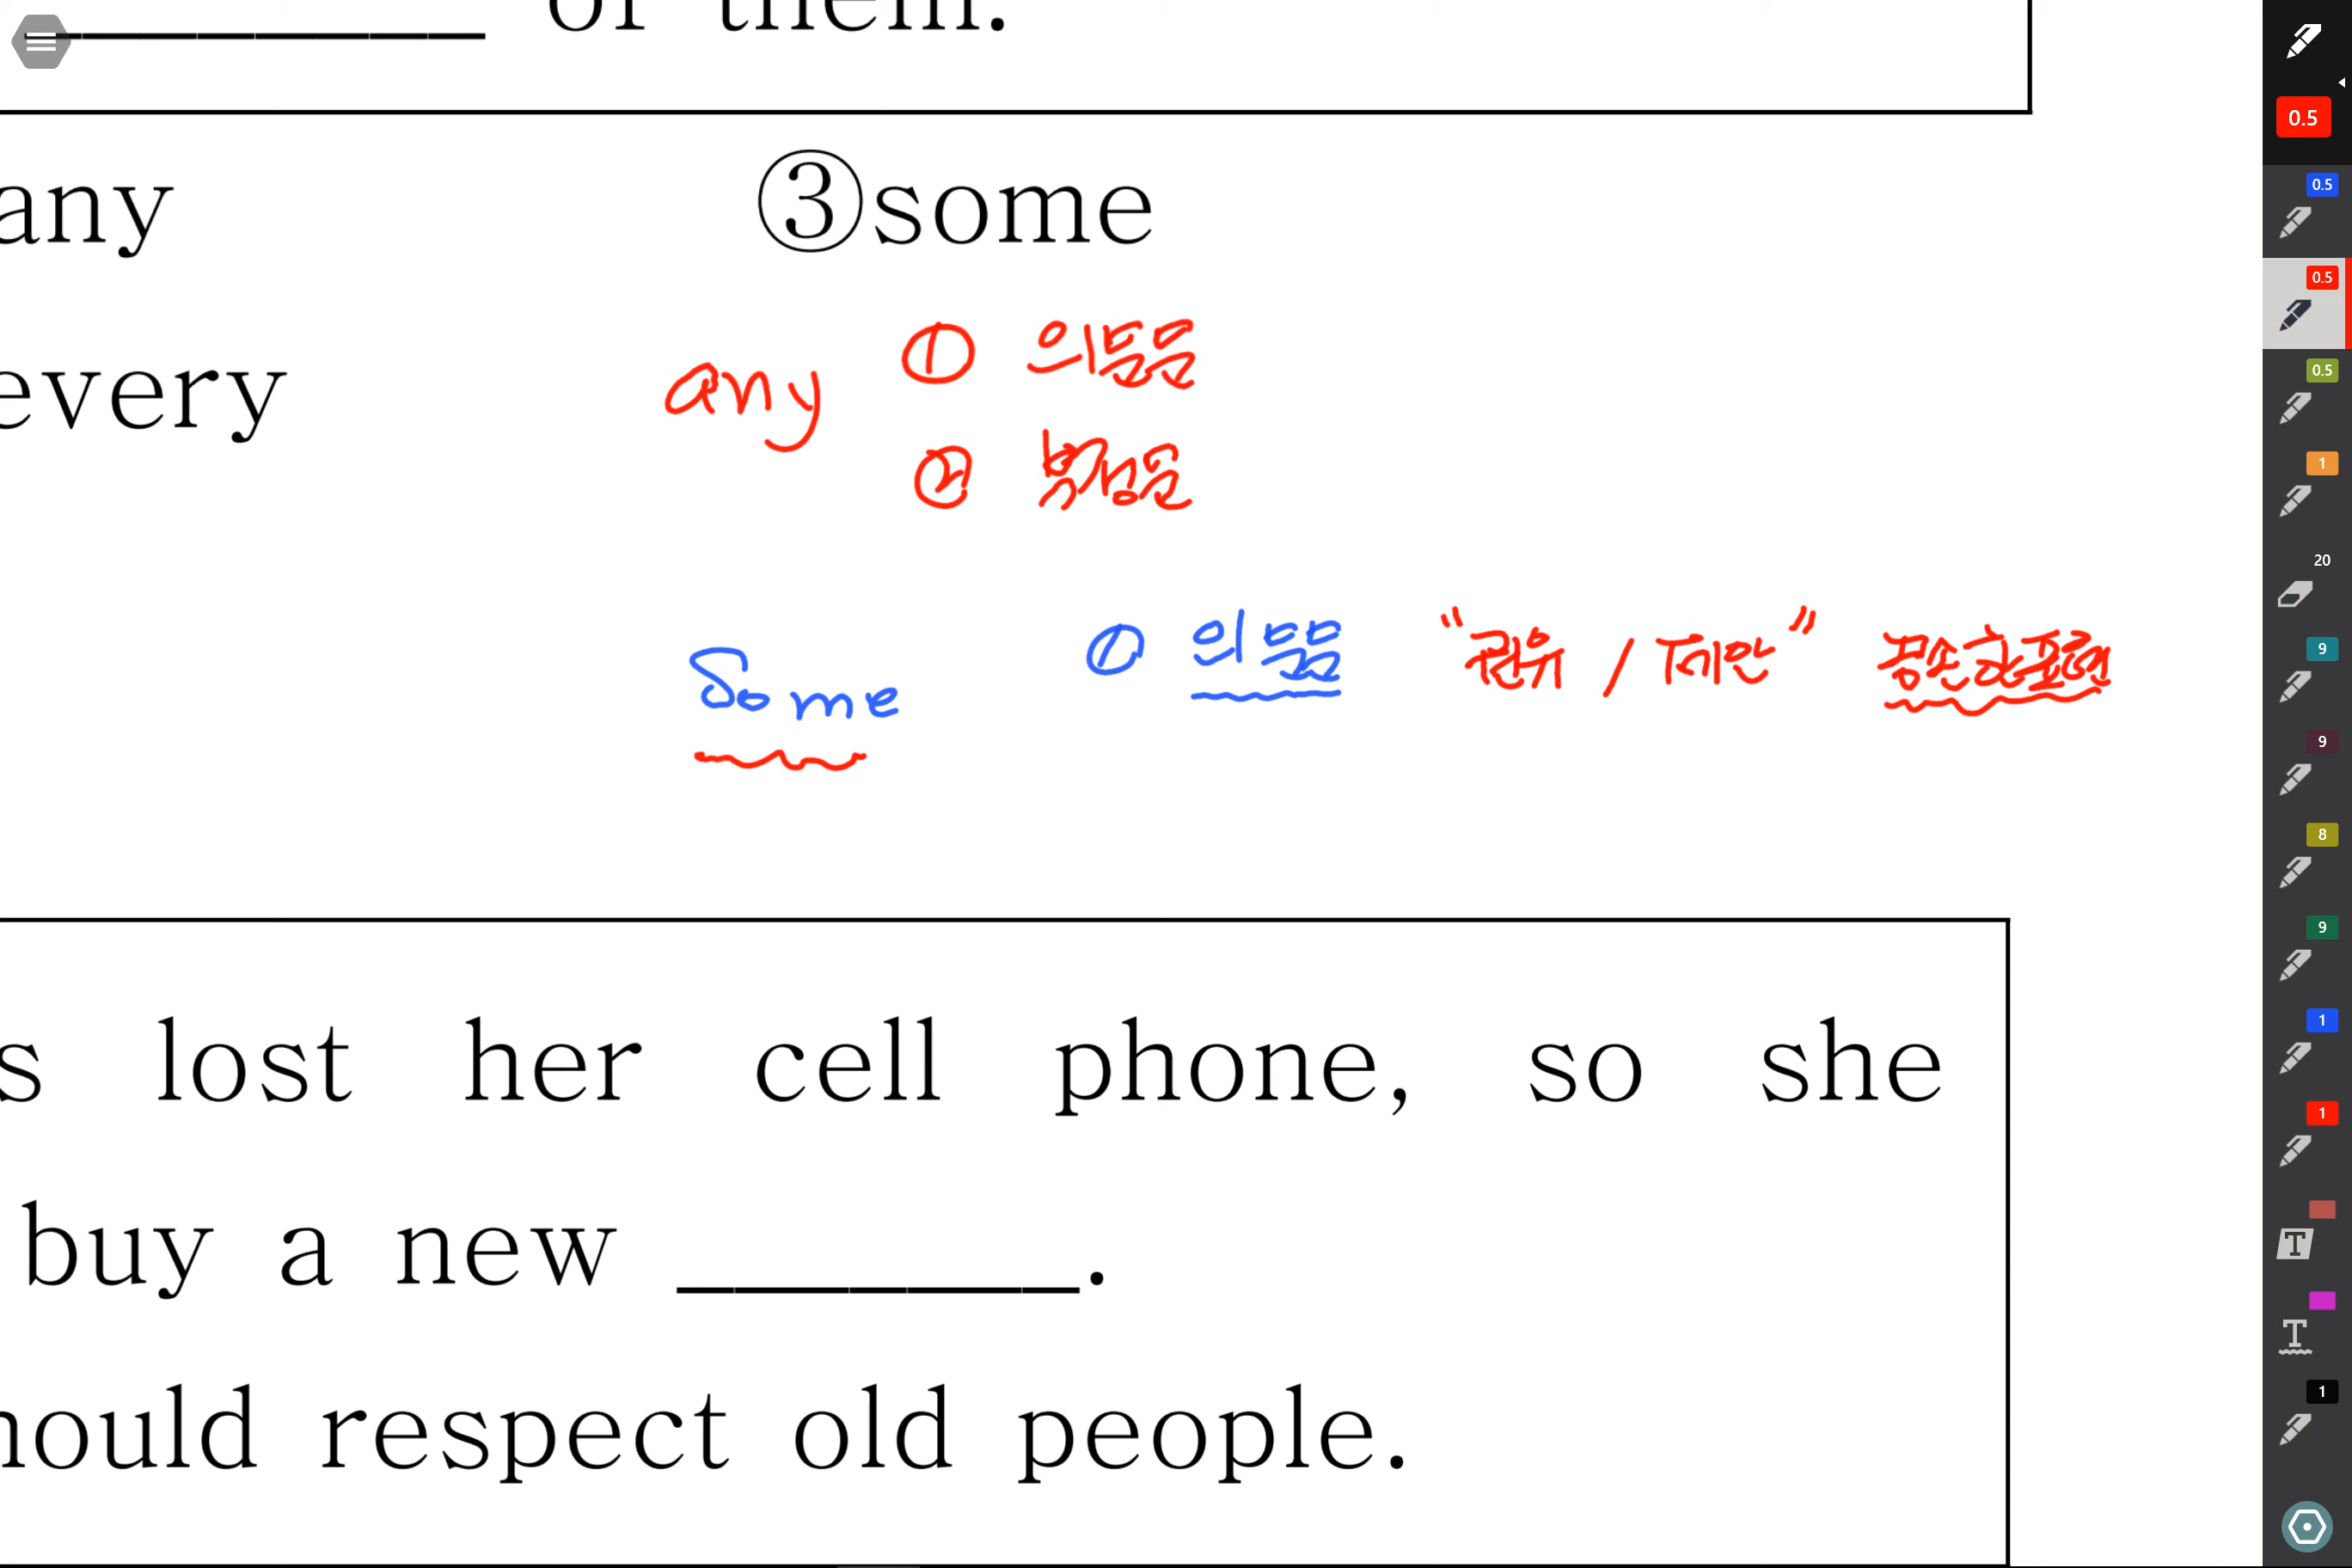 of them.
any ③some
every
any ① 의문문
② 부정문
Some ① 의문문 "권유 / 제안" 공손한표현
s lost her cell phone, so she
buy a new ________.
hould respect old people.
0.5
0.5
0.5
0.5
1
20
9
9
8
9
1
1
T
T
1